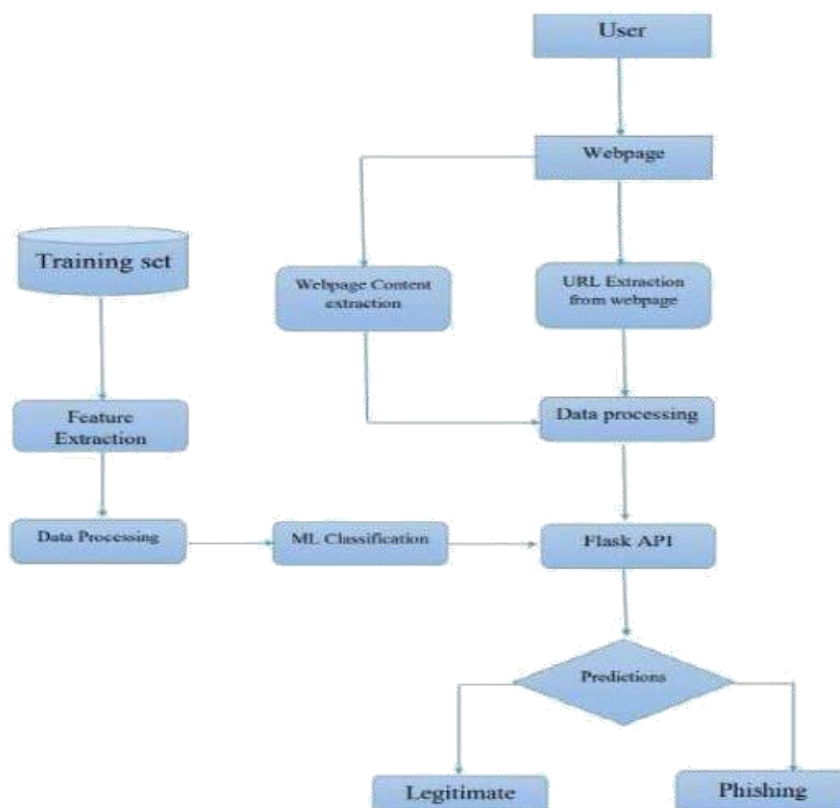 User
Webpage
Training set
Webpage Content
extraction
URL Extraction
from webpage
Feature
Extraction
Data processing
Data Processing
ML Classification
Flask API
Predictions
Legitimate
Phishing